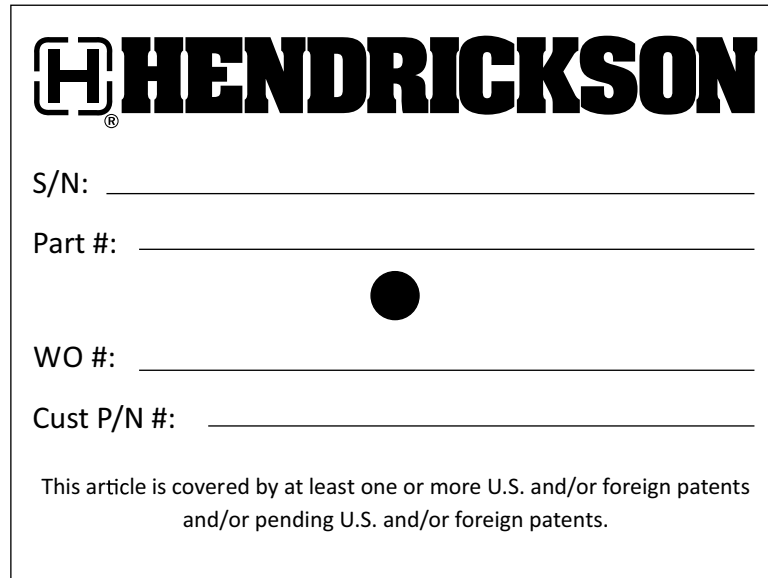 H® HENDRICKSON
S/N:
Part #:
WO #:
Cust P/N #:
This article is covered by at least one or more U.S. and/or foreign patents
and/or pending U.S. and/or foreign patents.